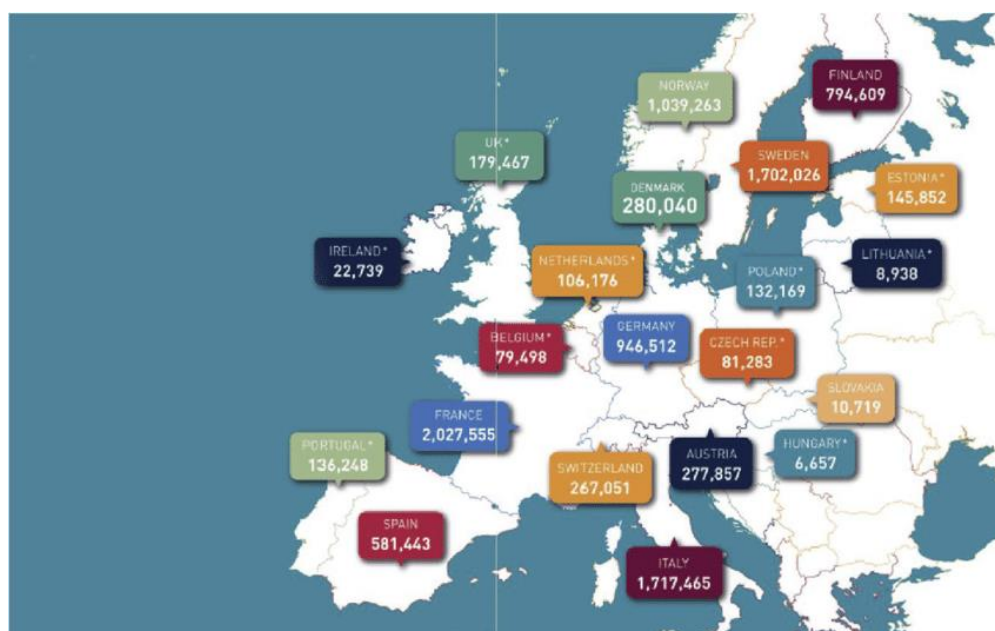 FINLAND
794,609
NORWAY
1,039,263
UK*
179,467
SWEDEN
1,702,026
ESTONIA*
145,852
DENMARK
280,040
IRELAND*
22,739
NETHERLANDS*
106,176
POLAND*
132,169
LITHUANIA*
8,938
BELGIUM*
79,498
GERMANY
946,512
CZECH REP.*
81,283
SLOVAKIA
10,719
FRANCE
2,027,555
PORTUGAL*
136,248
SWITZERLAND
267,051
AUSTRIA
277,857
HUNGARY*
6,657
SPAIN
581,443
ITALY
1,717,465